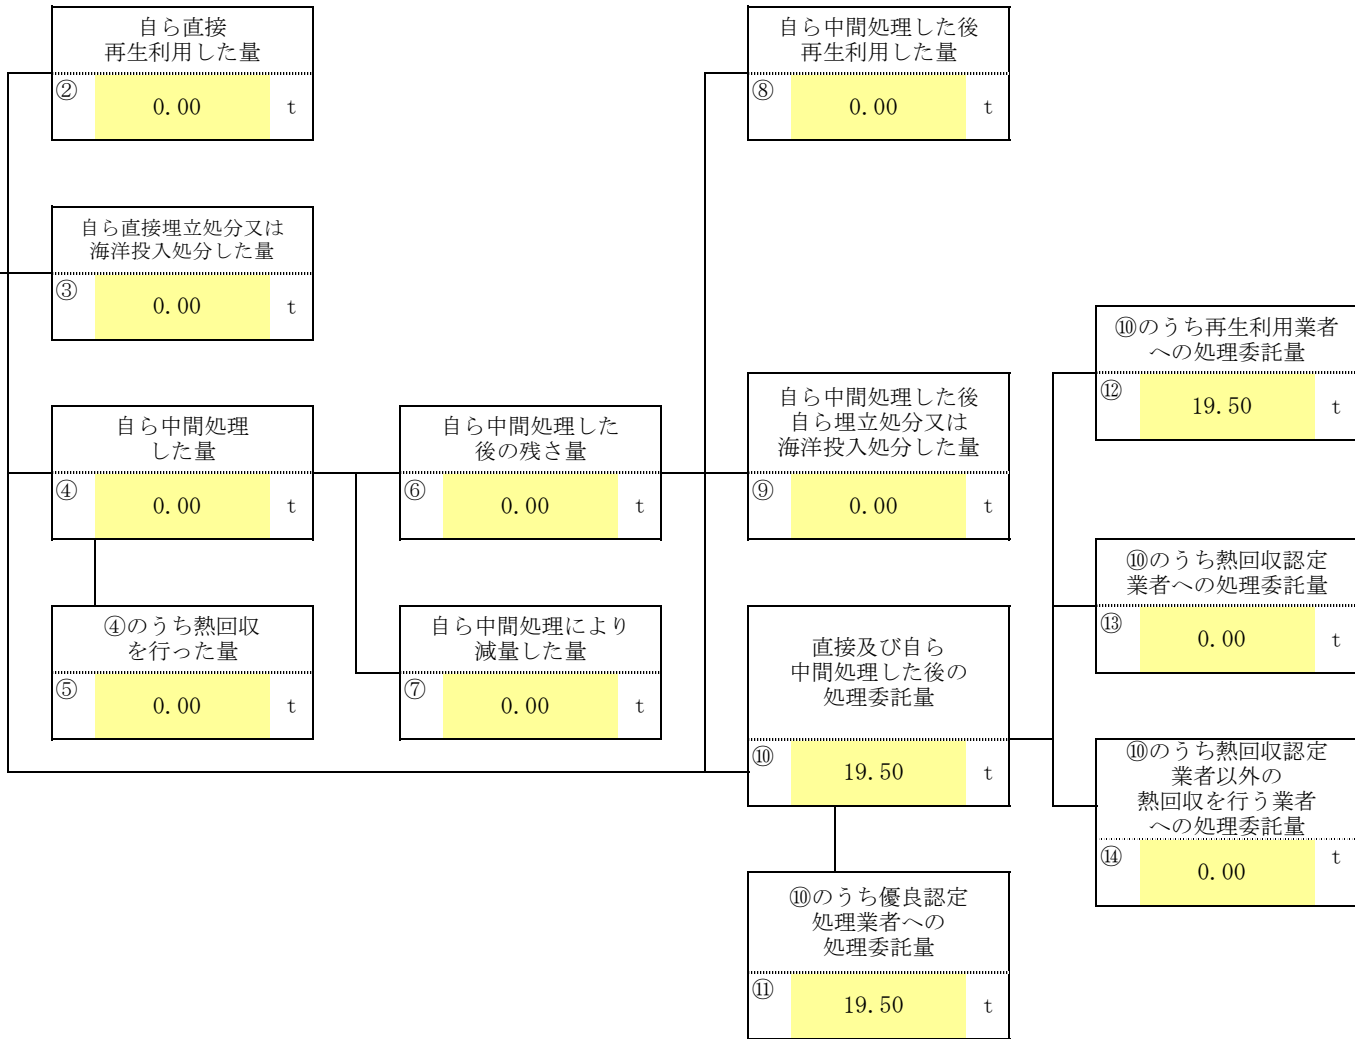 自ら直接
再生利用した量
② 0.00 t
自ら直接埋立処分又は
海洋投入処分した量
③ 0.00 t
自ら中間処理
した量
④ 0.00 t
④のうち熱回収
を行った量
⑤ 0.00 t
自ら中間処理した
後の残さ量
⑥ 0.00 t
自ら中間処理により
減量した量
⑦ 0.00 t
自ら中間処理した後
再生利用した量
⑧ 0.00 t
自ら中間処理した後
自ら埋立処分又は
海洋投入処分した量
⑨ 0.00 t
直接及び自ら
中間処理した後の
処理委託量
⑩ 19.50 t
⑩のうち優良認定
処理業者への
処理委託量
⑪ 19.50 t
⑩のうち再生利用業者
への処理委託量
⑫ 19.50 t
⑩のうち熱回収認定
業者への処理委託量
⑬ 0.00 t
⑩のうち熱回収認定
業者以外の
熱回収を行う業者
への処理委託量
⑭ 0.00 t